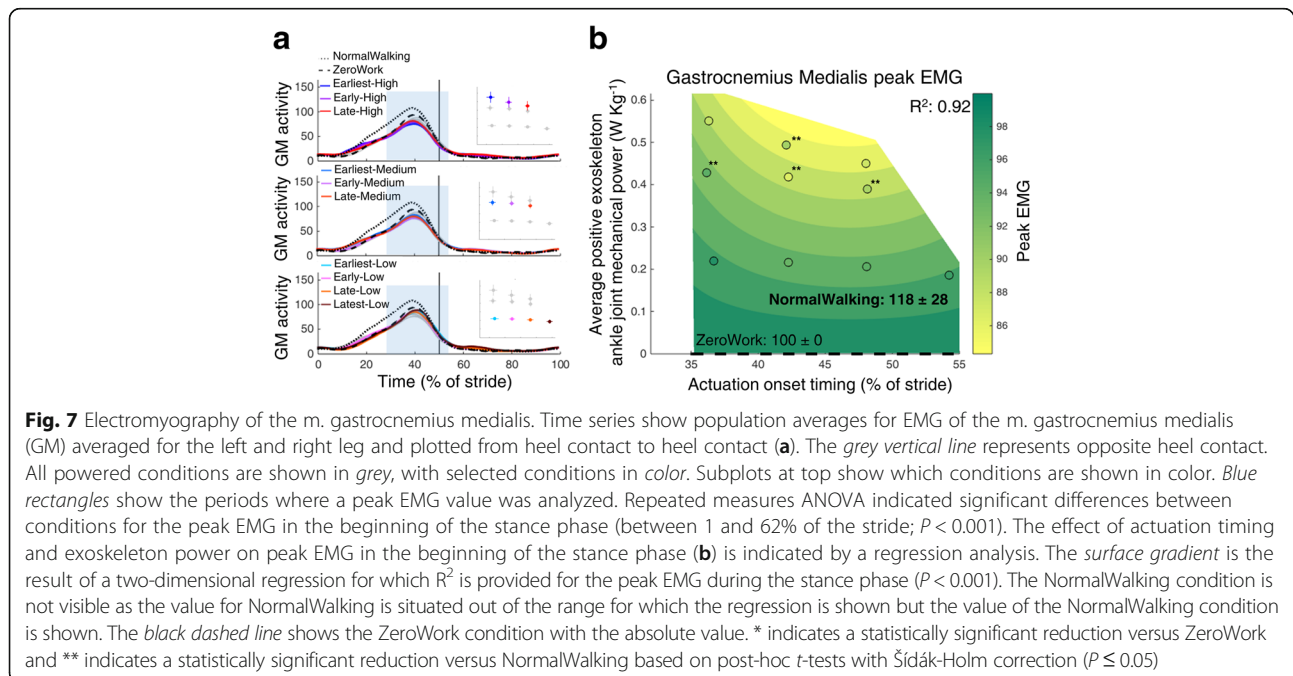 a
NormalWalking
ZeroWork
Earliest-High
Early-High
Late-High
GM activity
150
100
50
0
Earliest-Medium
Early-Medium
Late-Medium
GM activity
150
100
50
0
Earliest-Low
Early-Low
Late-Low
Latest-Low
GM activity
150
100
50
0
0 20 40 60 80 100
Time (% of stride)
b
Gastrocnemius Medialis peak EMG
R²: 0.92
Average positive exoskeleton
ankle joint mechanical power (W Kg⁻¹)
0.6
0.5
0.4
0.3
0.2
0.1
0
**
**
**
**
NormalWalking: 118 ± 28
ZeroWork: 100 ± 0
35 40 45 50 55
Actuation onset timing (% of stride)
98
96
94
92
90
88
86
Peak EMG
Fig. 7 Electromyography of the m. gastrocnemius medialis. Time series show population averages for EMG of the m. gastrocnemius medialis
(GM) averaged for the left and right leg and plotted from heel contact to heel contact (a). The grey vertical line represents opposite heel contact.
All powered conditions are shown in grey, with selected conditions in color. Subplots at top show which conditions are shown in color. Blue
rectangles show the periods where a peak EMG value was analyzed. Repeated measures ANOVA indicated significant differences between
conditions for the peak EMG in the beginning of the stance phase (between 1 and 62% of the stride; P < 0.001). The effect of actuation timing
and exoskeleton power on peak EMG in the beginning of the stance phase (b) is indicated by a regression analysis. The surface gradient is the
result of a two-dimensional regression for which R² is provided for the peak EMG during the stance phase (P < 0.001). The NormalWalking condition is
not visible as the value for NormalWalking is situated out of the range for which the regression is shown but the value of the NormalWalking condition
is shown. The black dashed line shows the ZeroWork condition with the absolute value. * indicates a statistically significant reduction versus ZeroWork
and ** indicates a statistically significant reduction versus NormalWalking based on post-hoc t-tests with Šídák-Holm correction (P ≤ 0.05)